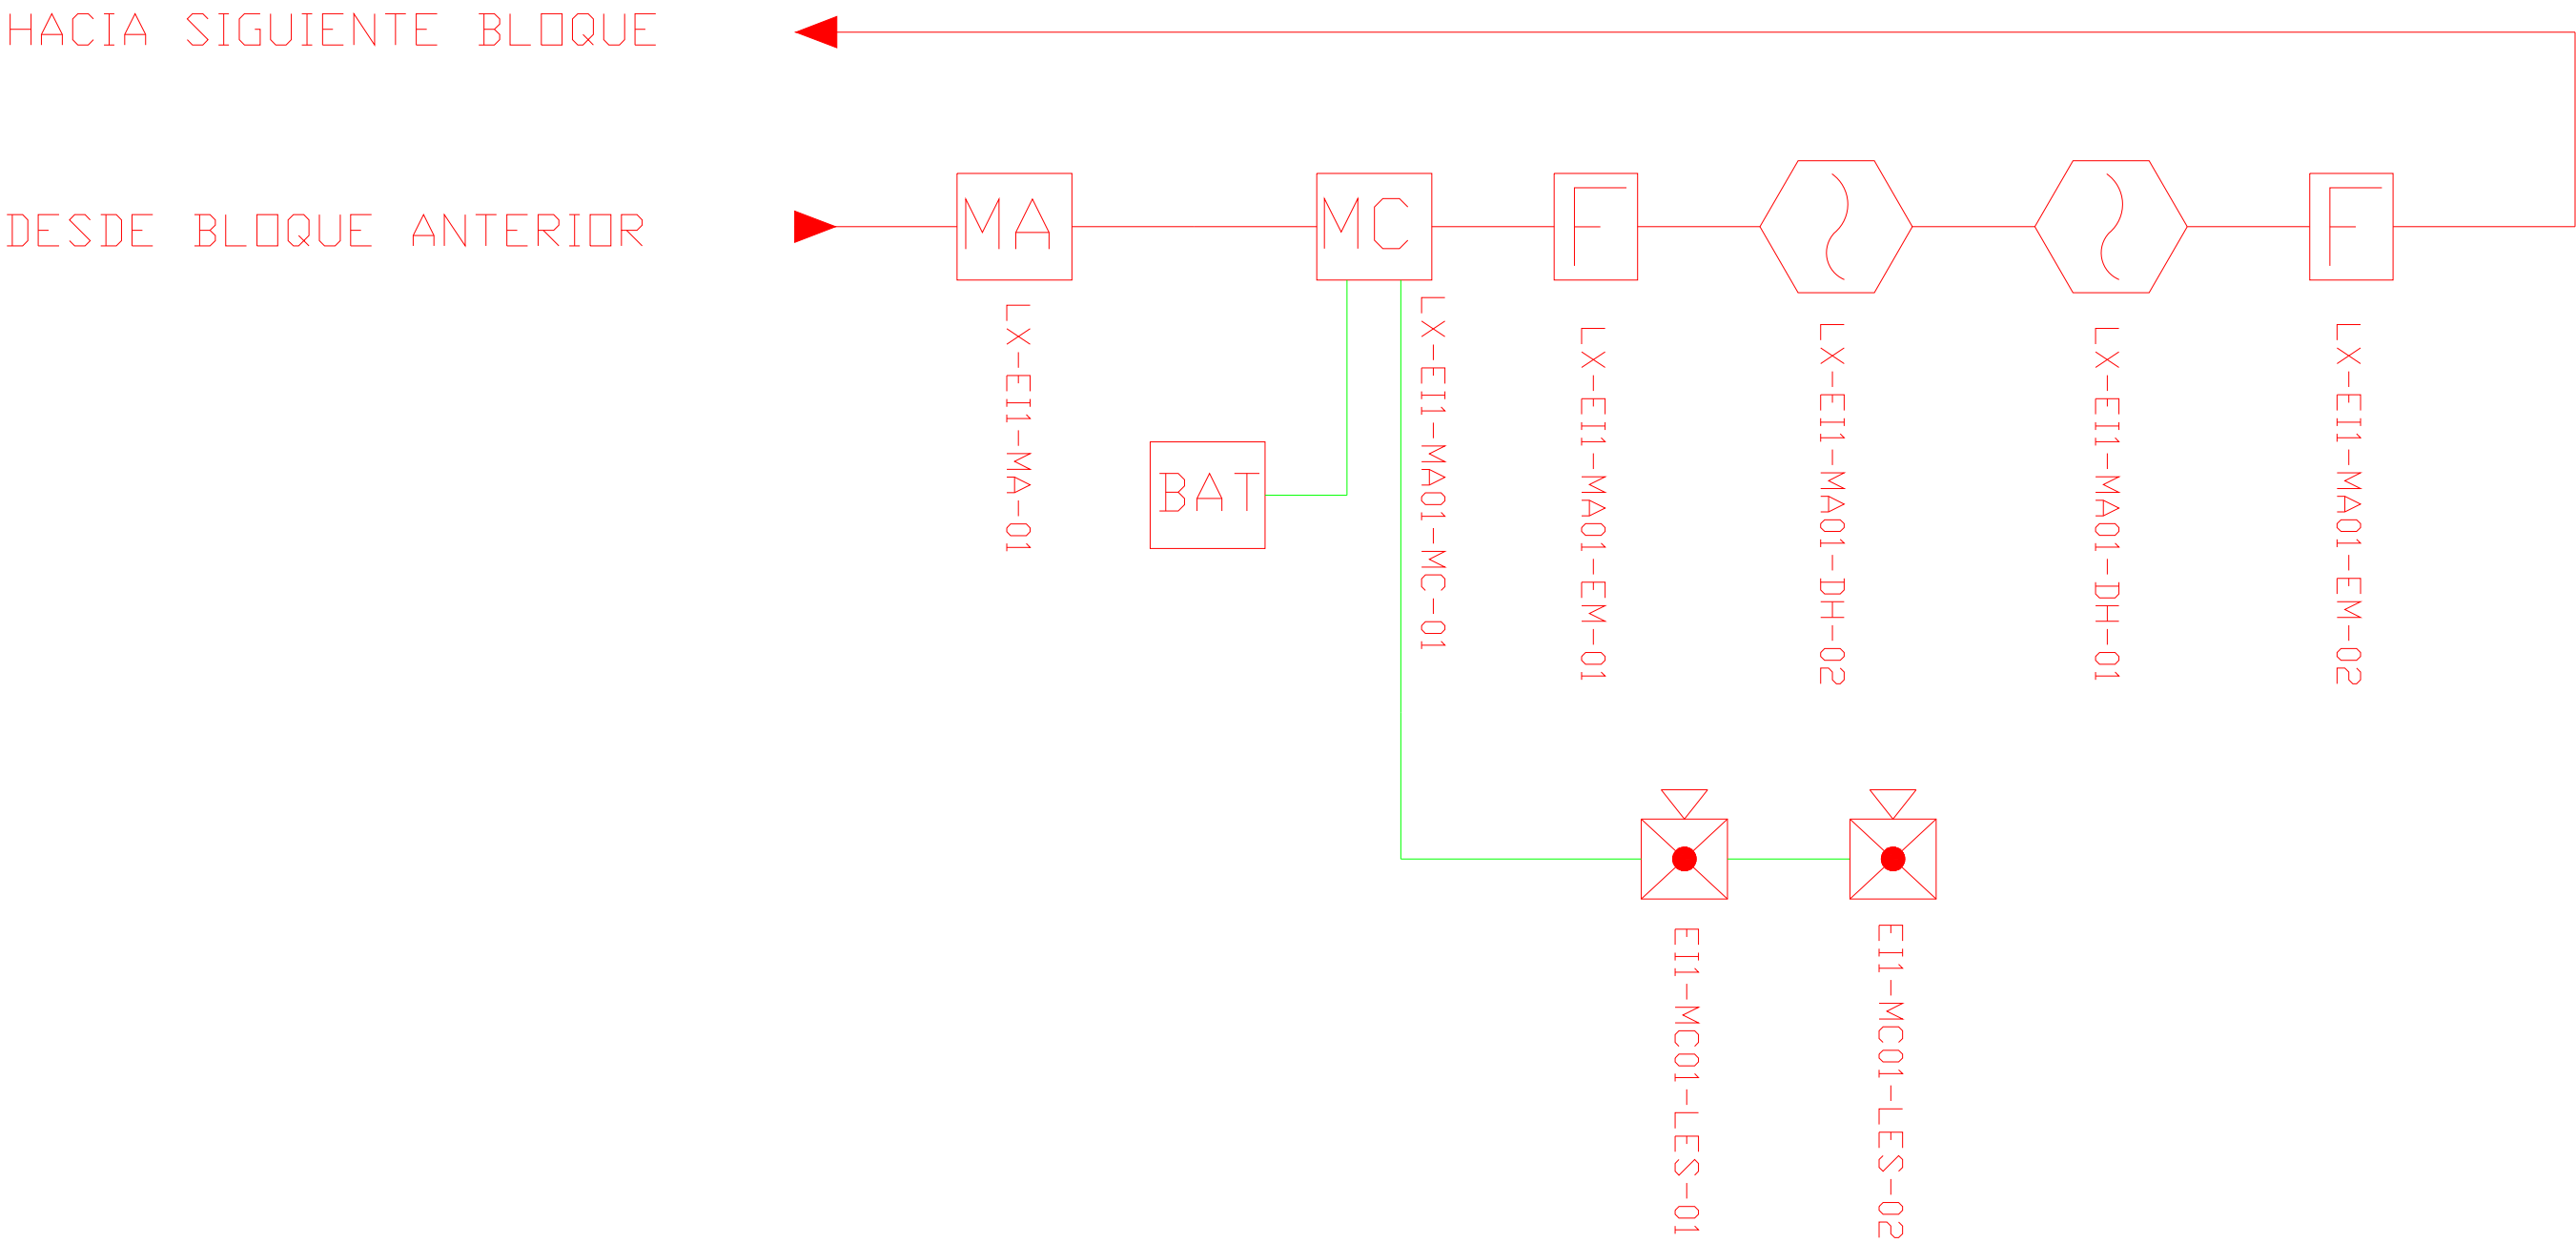 HACIA SIGUIENTE BLOQUE
DESDE BLOQUE ANTERIOR
MA
MC
F
F
LX-EI1-MA-01
LX-EI1-MA01-MC-01
LX-EI1-MA01-EM-01
LX-EI1-MA01-DH-02
LX-EI1-MA01-DH-01
LX-EI1-MA01-EM-02
BAT
EI1-MC01-LES-01
EI1-MC01-LES-02